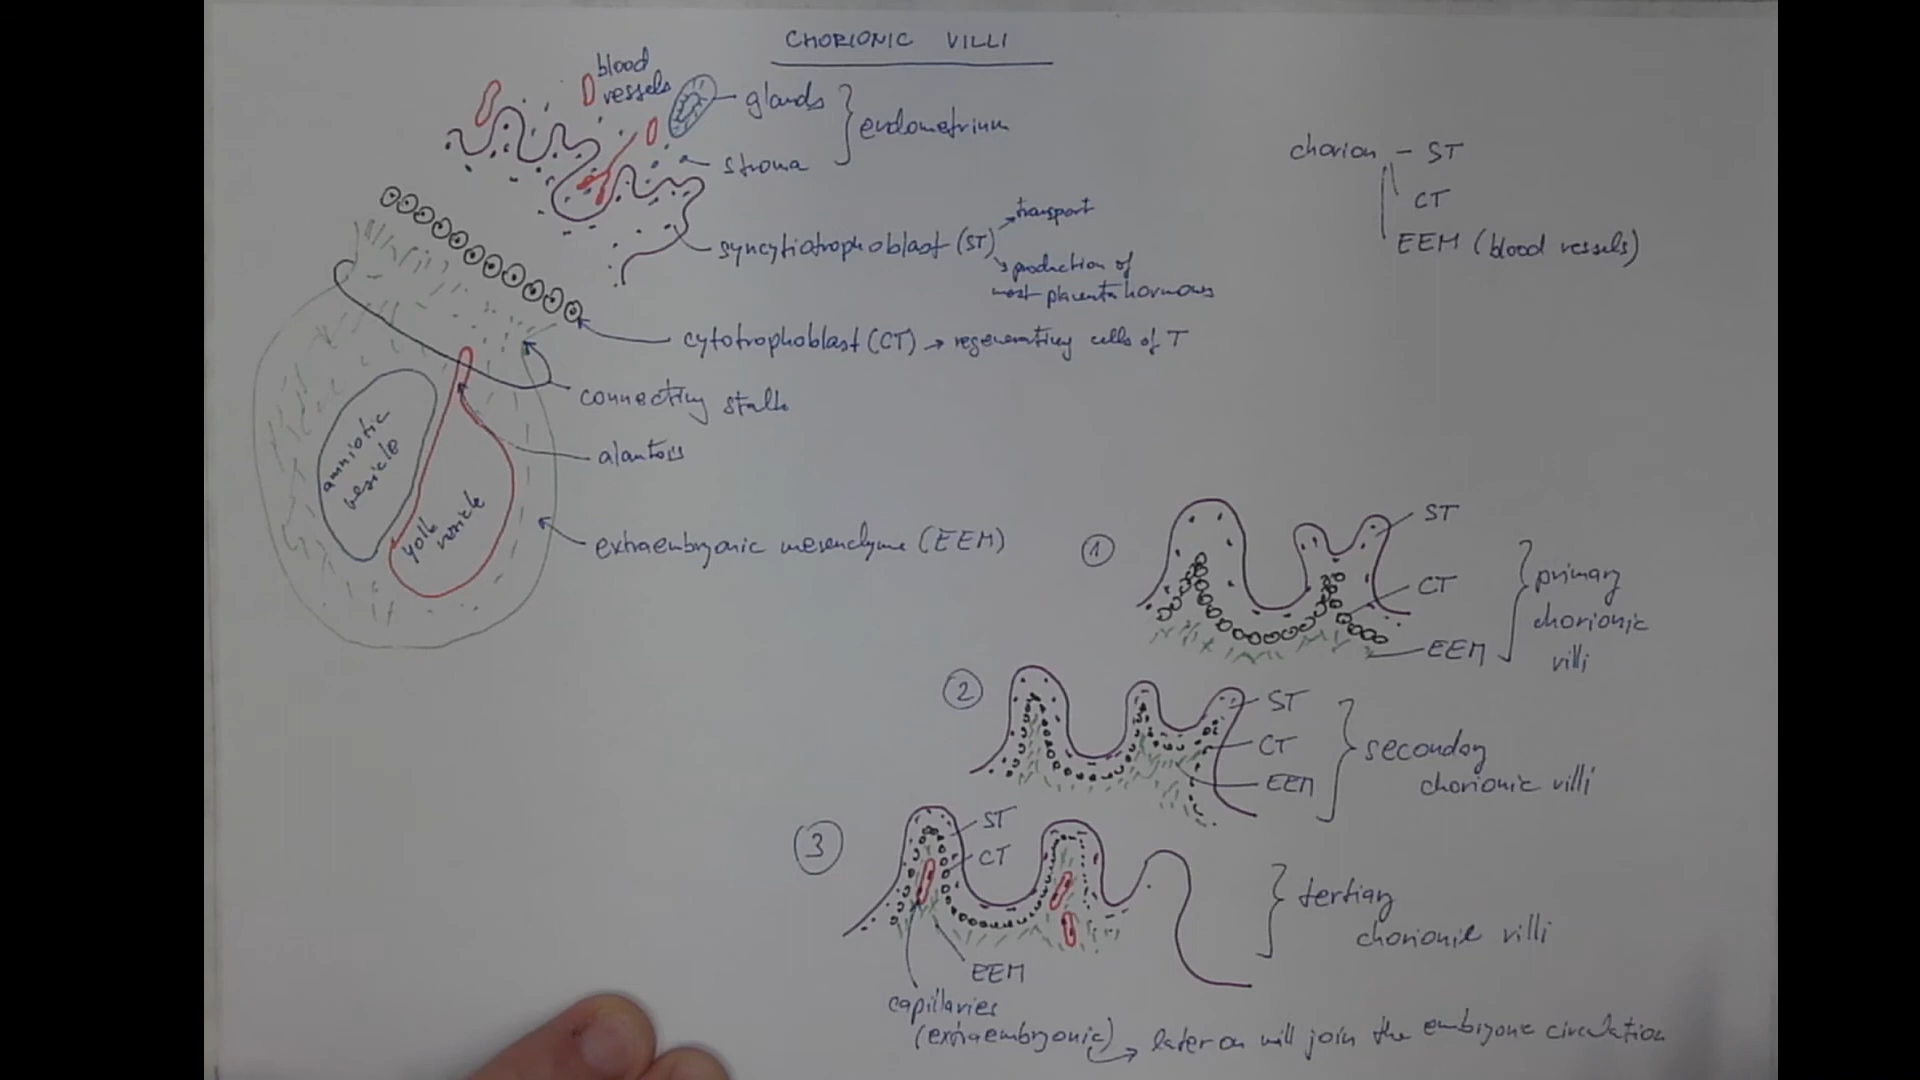 CHORIONIC VILLI
blood
vessels
glands
endometrium
stroma
syncytiotrophoblast (ST)
transport
production of
most placenta hormones
cytotrophoblast (CT) → regenerating cells of T
connecting stalk
alantois
amniotic
vesicle
yolk
vesicle
extraembryonic mesenchyme (EEM)
chorion – ST
CT
EEM (blood vessels)
1
ST
CT
EEM
primary
chorionic
villi
2
ST
CT
EEM
secondary
chorionic villi
3
ST
CT
EEM
capillaries
(extraembryonic) → later on will join the embryonic circulation
tertiary
chorionic villi